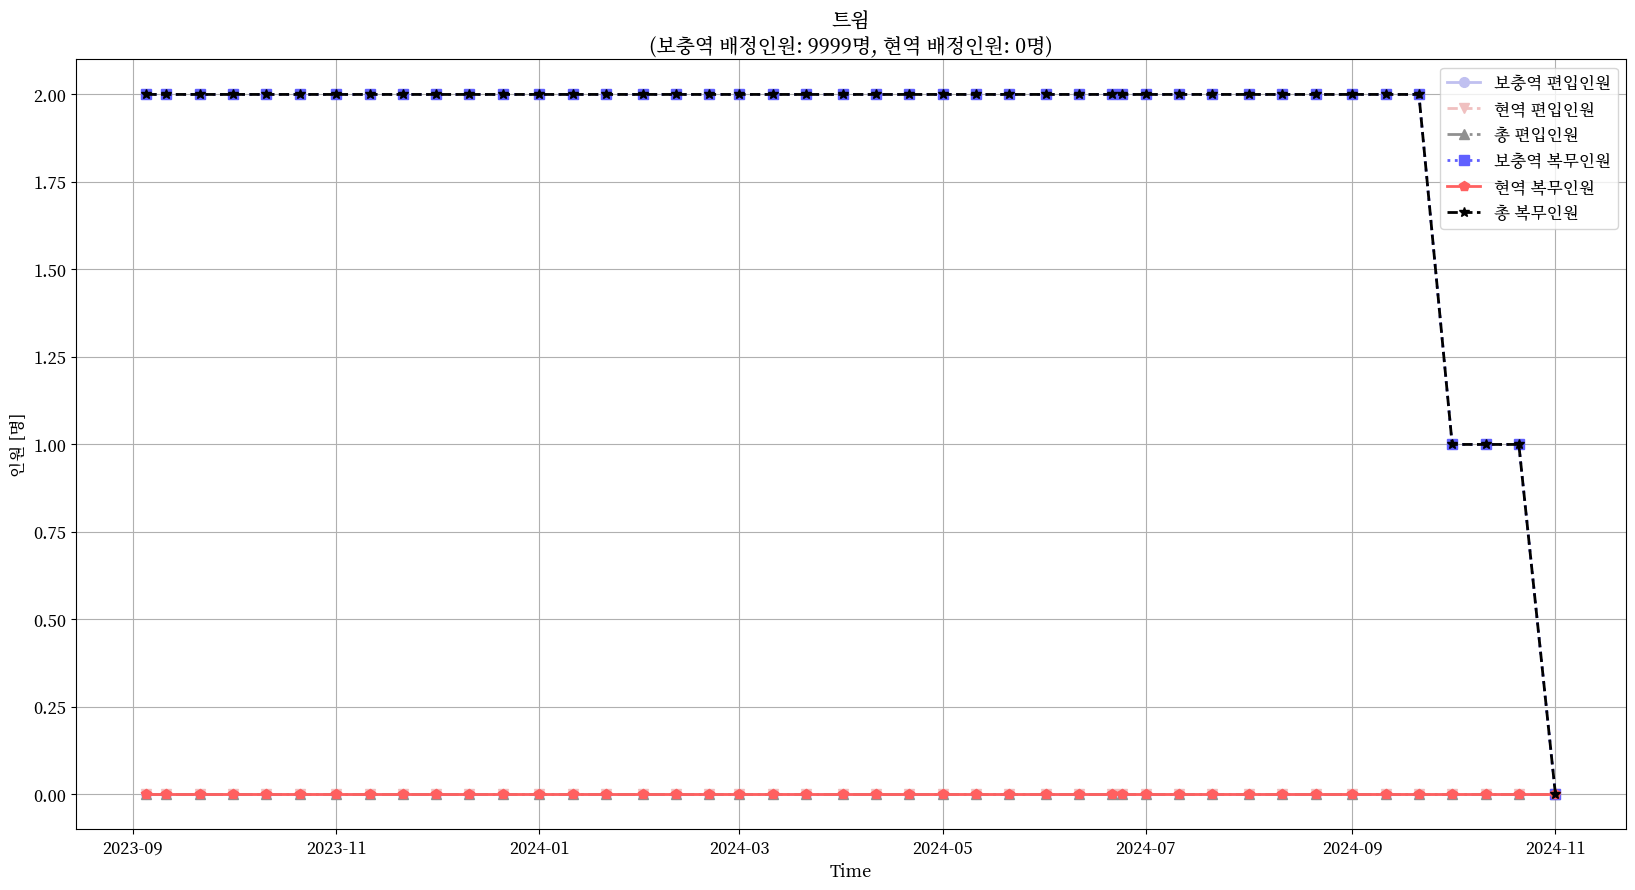 트윔
(보충역 배정인원: 9999명, 현역 배정인원: 0명)
보충역 편입인원
현역 편입인원
총 편입인원
보충역 복무인원
현역 복무인원
총 복무인원
인원 [명]
2.00
1.75
1.50
1.25
1.00
0.75
0.50
0.25
0.00
2023-09
2023-11
2024-01
2024-03
2024-05
2024-07
2024-09
2024-11
Time